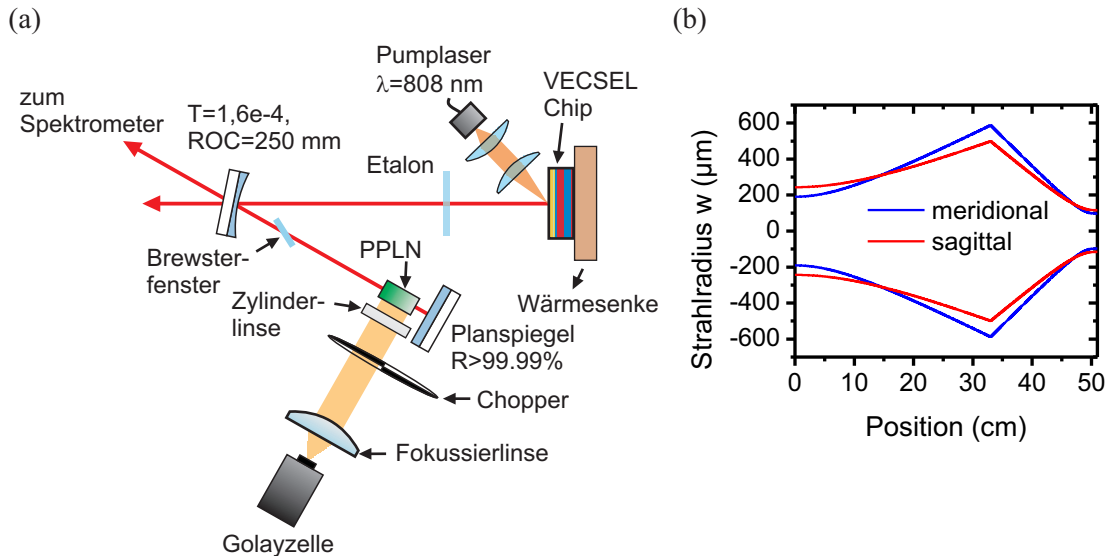 (a)
zum
Spektrometer
T=1,6e-4,
ROC=250 mm
Pumplaser
λ=808 nm
VECSEL
Chip
Etalon
Brewster-
fenster
PPLN
Zylinder-
linse
Wärmesenke
Planspiegel
R>99.99%
Chopper
Fokussierlinse
Golayzelle
(b)
Strahlradius w (µm)
600
400
200
0
-200
-400
-600
meridional
sagittal
0 10 20 30 40 50
Position (cm)